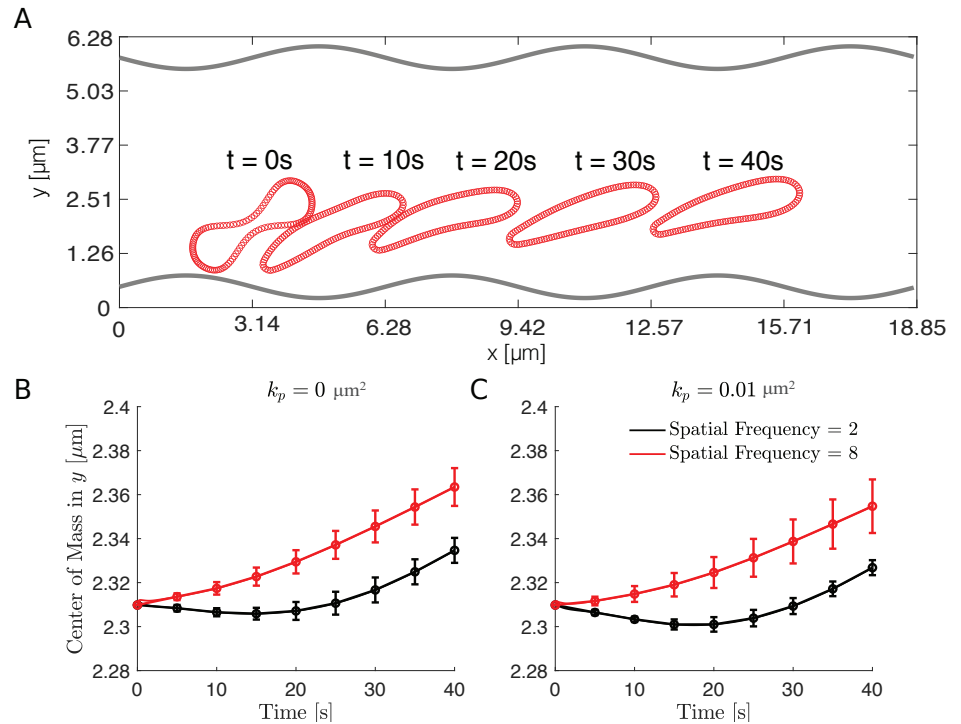 A
6.28
5.03
3.77
2.51
1.26
0
y [µm]
t = 0s
t = 10s
t = 20s
t = 30s
t = 40s
0
3.14
6.28
9.42
12.57
15.71
18.85
x [µm]
B
k_p = 0 µm²
2.4
2.38
2.36
2.34
2.32
2.3
2.28
Center of Mass in y [µm]
0
10
20
30
40
Time [s]
C
k_p = 0.01 µm²
Spatial Frequency = 2
Spatial Frequency = 8
2.4
2.38
2.36
2.34
2.32
2.3
2.28
0
10
20
30
40
Time [s]